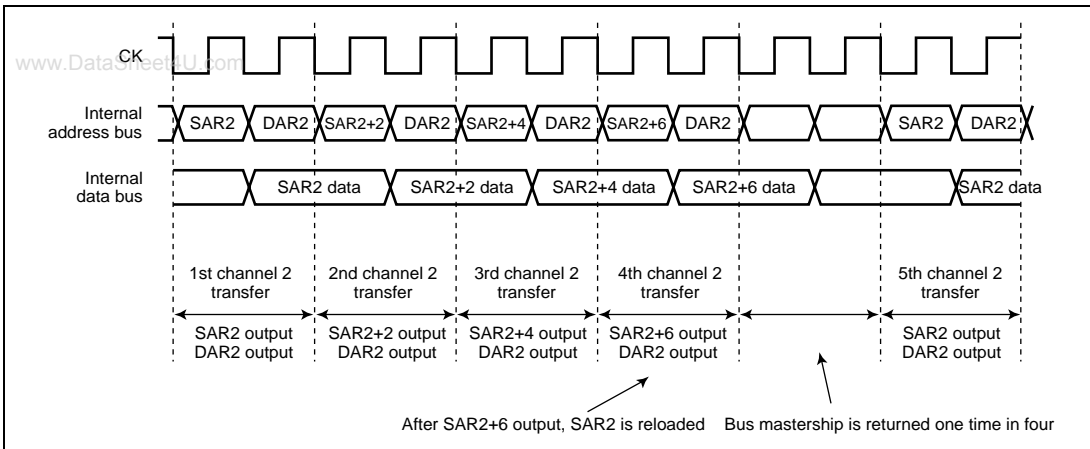 www.DataSheet4U.com
CK
Internal
address bus
SAR2 DAR2 SAR2+2 DAR2 SAR2+4 DAR2 SAR2+6 DAR2 SAR2 DAR2
Internal
data bus
SAR2 data SAR2+2 data SAR2+4 data SAR2+6 data SAR2 data
1st channel 2 2nd channel 2 3rd channel 2 4th channel 2 5th channel 2
transfer transfer transfer transfer transfer
SAR2 output SAR2+2 output SAR2+4 output SAR2+6 output SAR2 output
DAR2 output DAR2 output DAR2 output DAR2 output DAR2 output
After SAR2+6 output, SAR2 is reloaded Bus mastership is returned one time in four